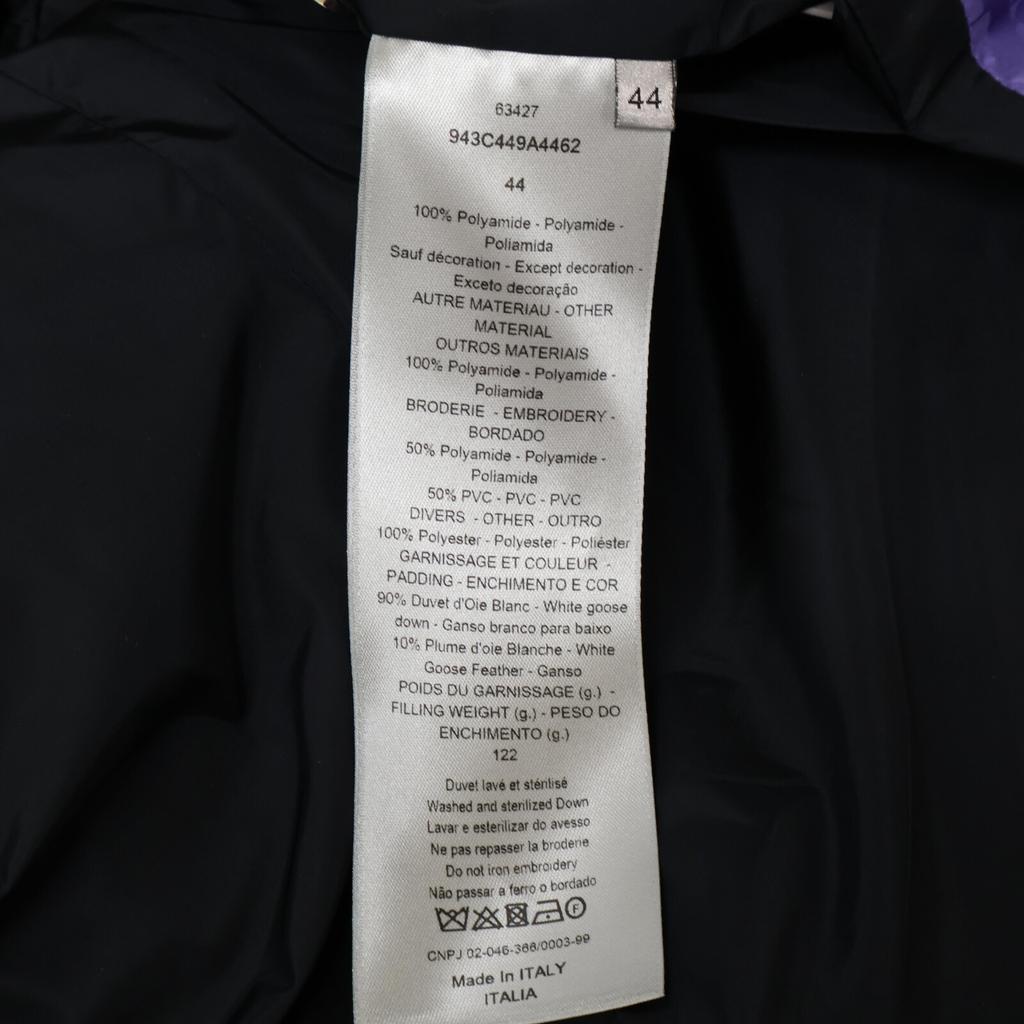 44
63427
943C449A4462
44
100% Polyamide - Polyamide -
Poliamida
Sauf décoration - Except decoration -
Exceto decoração
AUTRE MATERIAU - OTHER
MATERIAL
OUTROS MATERIAIS
100% Polyamide - Polyamide -
Poliamida
BRODERIE - EMBROIDERY -
BORDADO
50% Polyamide - Polyamide -
Poliamida
50% PVC - PVC - PVC
DIVERS - OTHER - OUTRO
100% Polyester - Polyester - Poliéster
GARNISSAGE ET COULEUR -
PADDING - ENCHIMENTO E COR
90% Duvet d'Oie Blanc - White goose
down - Ganso branco para baixo
10% Plume d'oie Blanche - White
Goose Feather - Ganso
POIDS DU GARNISSAGE (g.) -
FILLING WEIGHT (g.) - PESO DO
ENCHIMENTO (g.)
122
Duvet lavé et stérilisé
Washed and sterilized Down
Lavar e esterilizar do avesso
Ne pas repasser la broderie
Do not iron embroidery
Não passar a ferro o bordado
F
CNPJ 02-046-366/0003-99
Made In ITALY
ITALIA